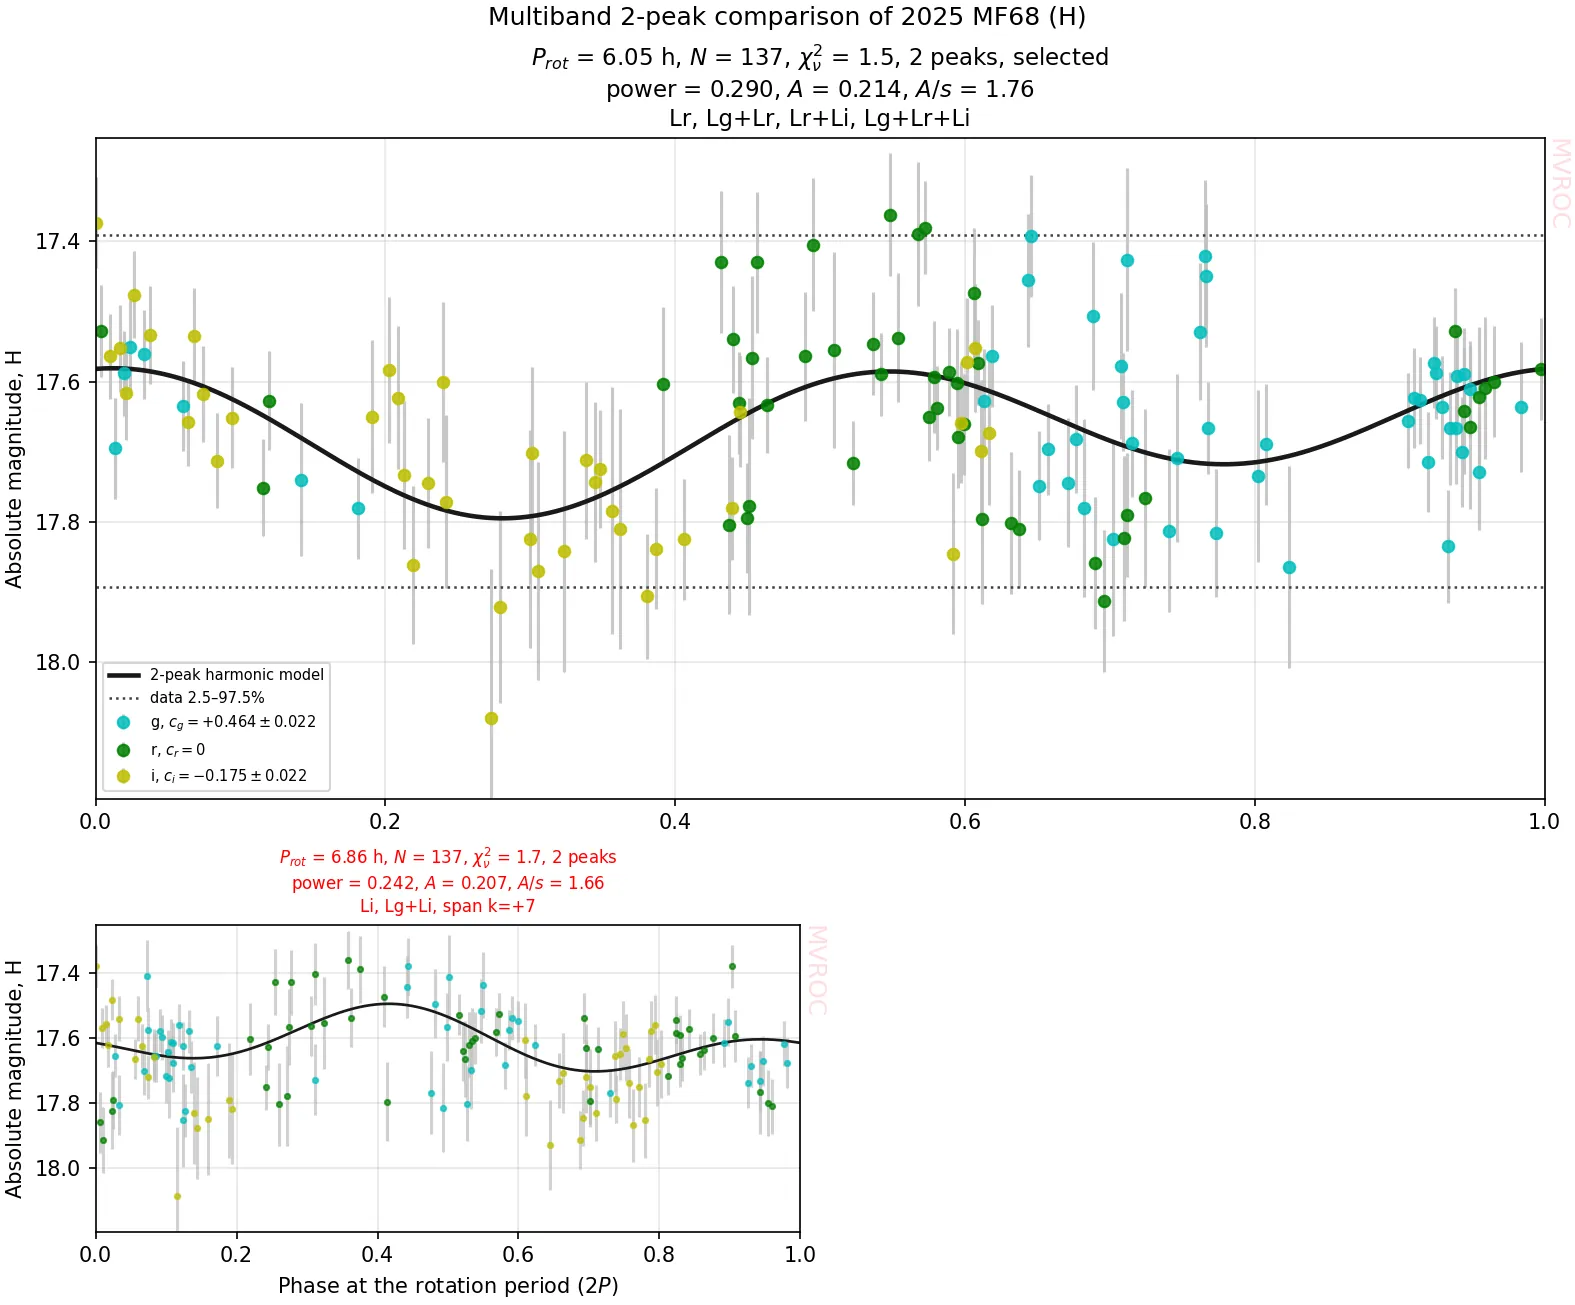 Multiband 2-peak comparison of 2025 MF68 (H)
P_rot = 6.05 h, N = 137, χ²_ν = 1.5, 2 peaks, selected
power = 0.290, A = 0.214, A/s = 1.76
Lr, Lg+Lr, Lr+Li, Lg+Lr+Li
MVROC
Absolute magnitude, H
17.4
17.6
17.8
18.0
2-peak harmonic model
data 2.5–97.5%
g, c_g = +0.464 ± 0.022
r, c_r = 0
i, c_i = −0.175 ± 0.022
0.0 0.2 0.4 0.6 0.8 1.0
P_rot = 6.86 h, N = 137, χ²_ν = 1.7, 2 peaks
power = 0.242, A = 0.207, A/s = 1.66
Li, Lg+Li, span k=+7
MVROC
Absolute magnitude, H
17.4
17.6
17.8
18.0
0.0 0.2 0.4 0.6 0.8 1.0
Phase at the rotation period (2P)